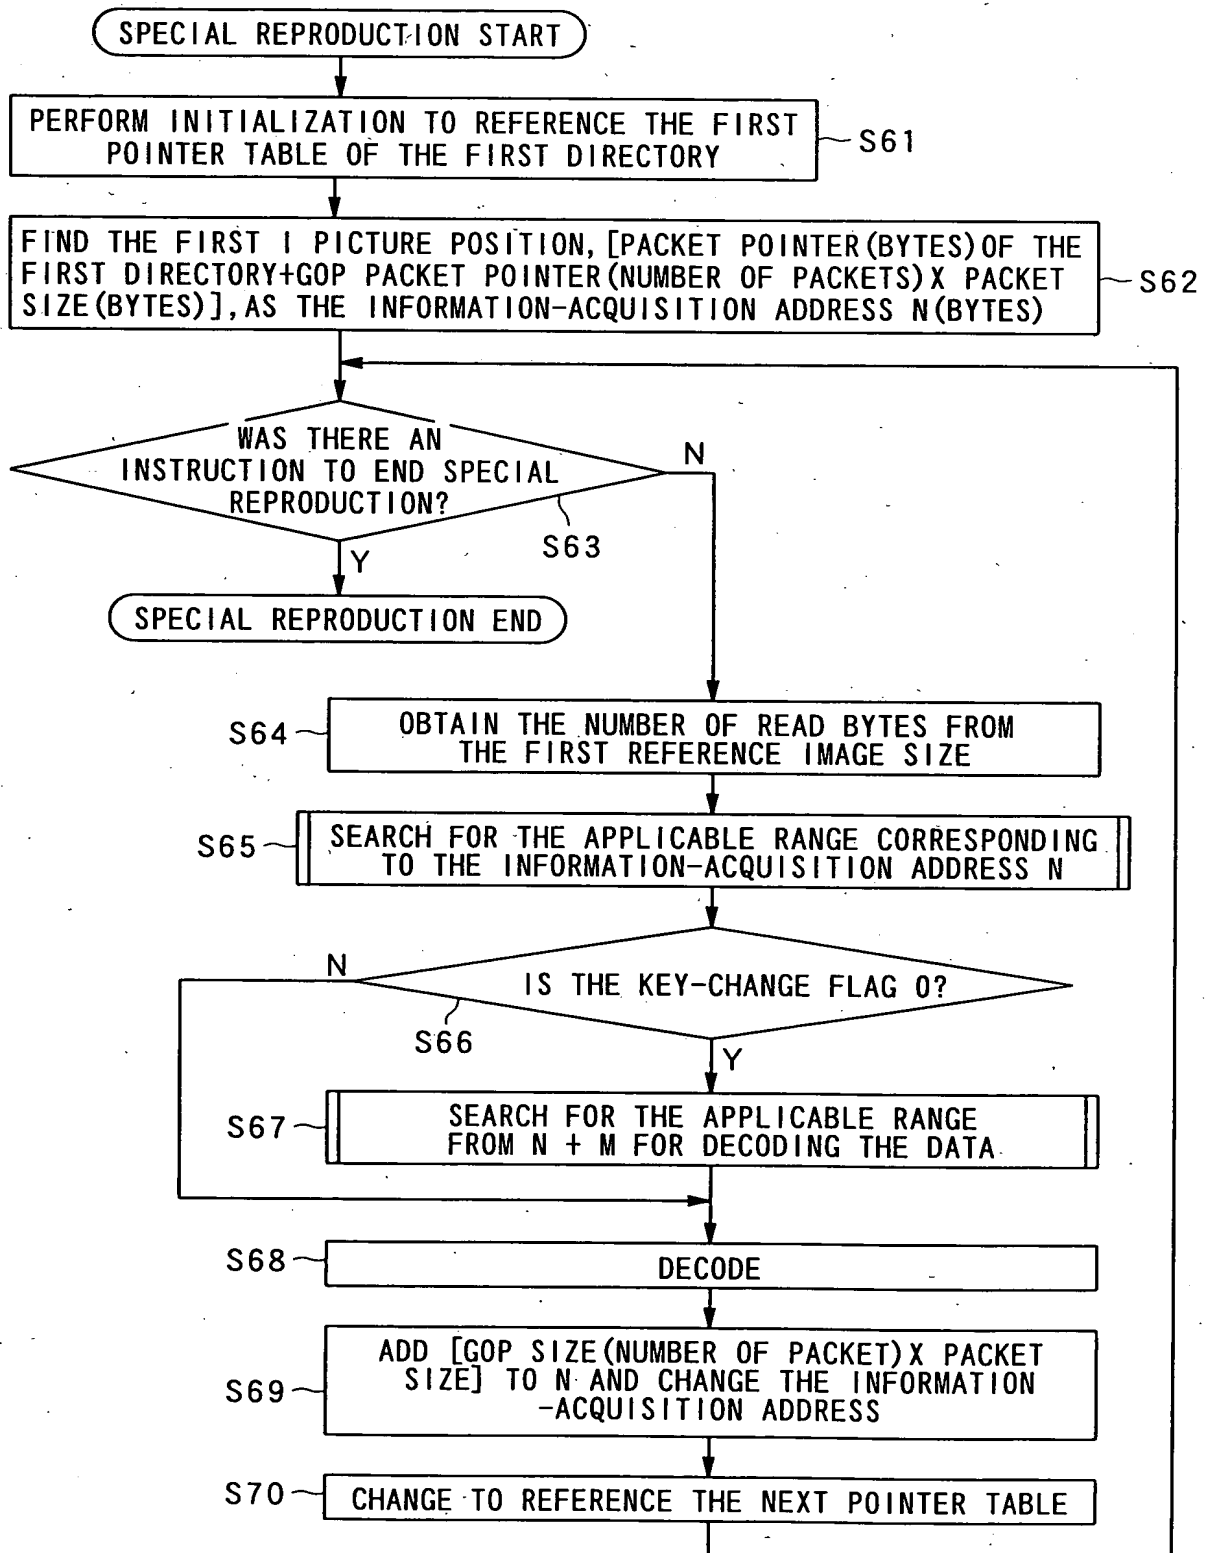 SPECIAL REPRODUCTION START
PERFORM INITIALIZATION TO REFERENCE THE FIRST
POINTER TABLE OF THE FIRST DIRECTORY
S61
FIND THE FIRST I PICTURE POSITION, [PACKET POINTER(BYTES)OF THE
FIRST DIRECTORY+GOP PACKET POINTER(NUMBER OF PACKETS)X PACKET
SIZE(BYTES)], AS THE INFORMATION-ACQUISITION ADDRESS N(BYTES)
S62
WAS THERE AN
INSTRUCTION TO END SPECIAL
REPRODUCTION?
N
S63
Y
SPECIAL REPRODUCTION END
S64
OBTAIN THE NUMBER OF READ BYTES FROM
THE FIRST REFERENCE IMAGE SIZE
S65
SEARCH FOR THE APPLICABLE RANGE CORRESPONDING
TO THE INFORMATION-ACQUISITION ADDRESS N
N
IS THE KEY-CHANGE FLAG 0?
S66
Y
S67
SEARCH FOR THE APPLICABLE RANGE
FROM N + M FOR DECODING THE DATA
S68
DECODE
S69
ADD [GOP SIZE(NUMBER OF PACKET)X PACKET
SIZE] TO N AND CHANGE THE INFORMATION
-ACQUISITION ADDRESS
S70
CHANGE TO REFERENCE THE NEXT POINTER TABLE